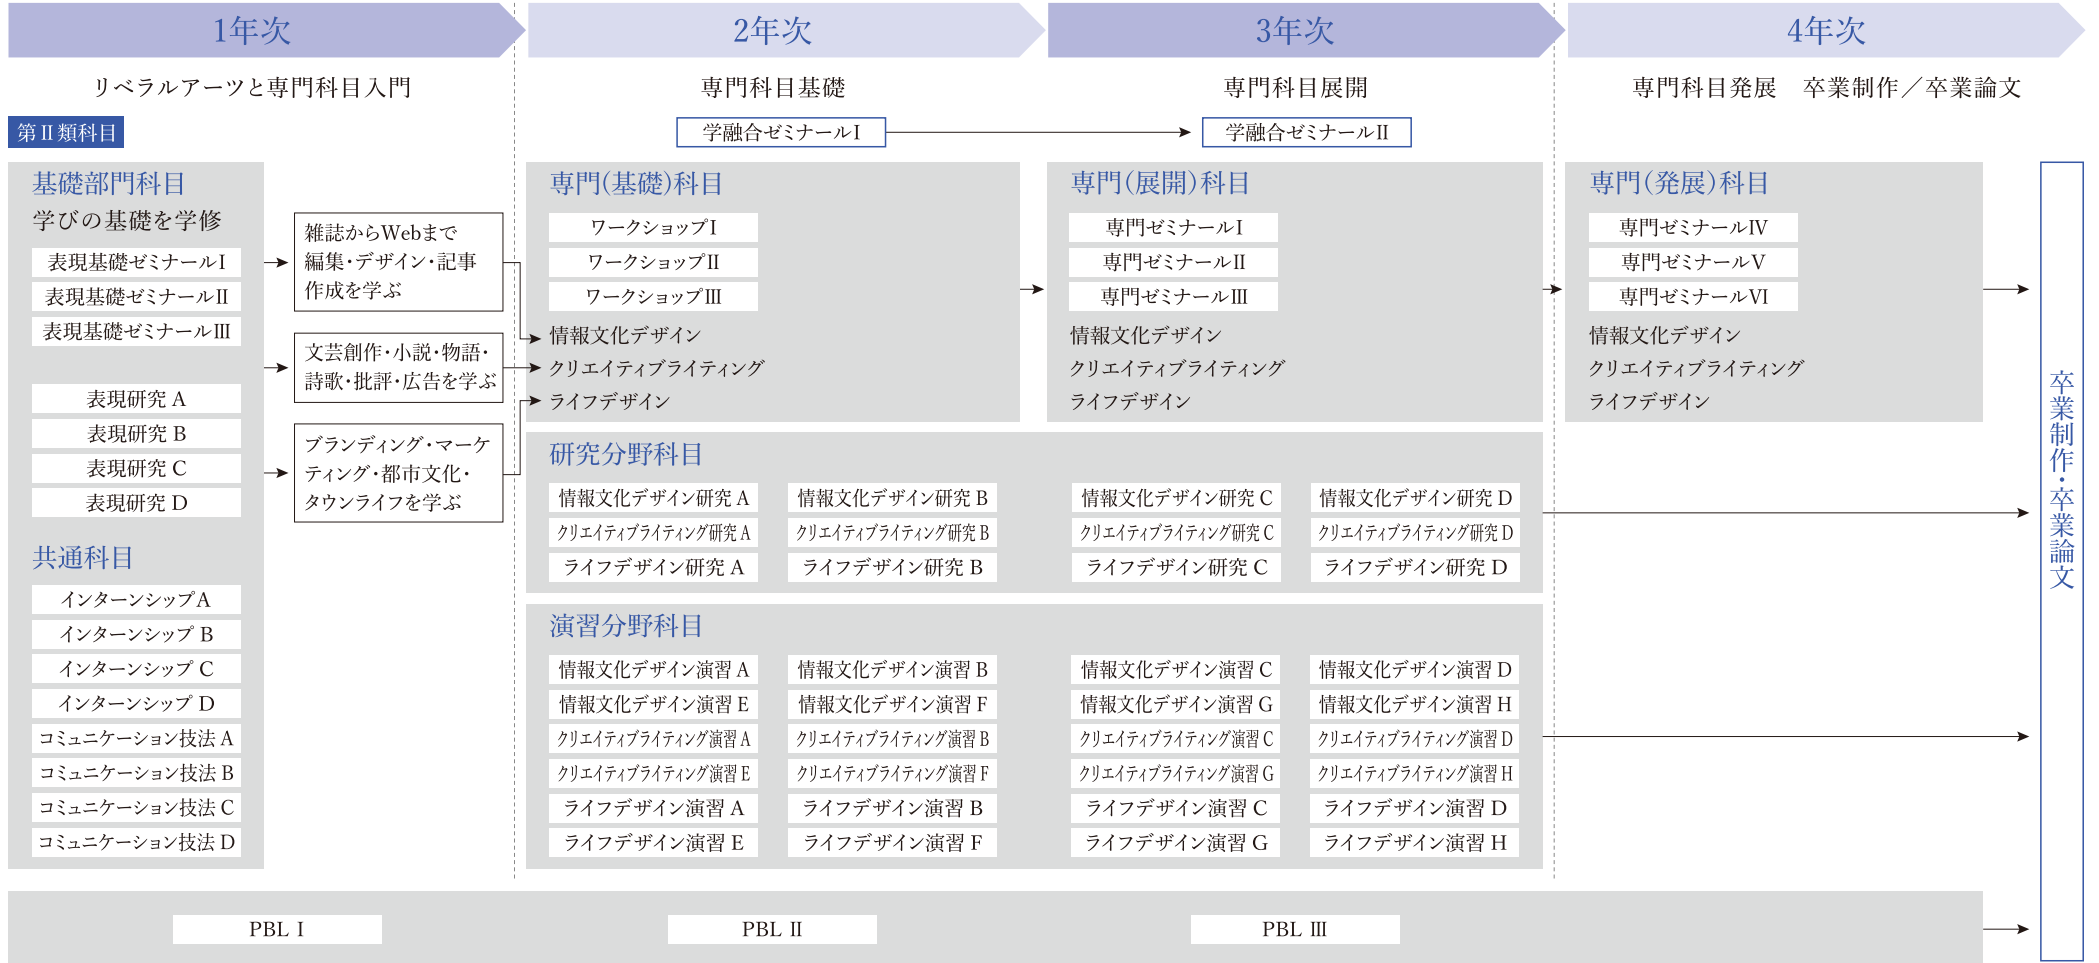 1年次
2年次
3年次
4年次
リベラルアーツと専門科目入門
専門科目基礎
専門科目展開
専門科目発展　卒業制作／卒業論文
第Ⅱ類科目
学融合ゼミナールⅠ
学融合ゼミナールⅡ
基礎部門科目
学びの基礎を学修
表現基礎ゼミナールⅠ
表現基礎ゼミナールⅡ
表現基礎ゼミナールⅢ
表現研究 A
表現研究 B
表現研究 C
表現研究 D
共通科目
インターンシップ A
インターンシップ B
インターンシップ C
インターンシップ D
コミュニケーション技法 A
コミュニケーション技法 B
コミュニケーション技法 C
コミュニケーション技法 D
雑誌からWebまで
編集・デザイン・記事
作成を学ぶ
文芸創作・小説・物語・
詩歌・批評・広告を学ぶ
ブランディング・マーケ
ティング・都市文化・
タウンライフを学ぶ
専門(基礎)科目
ワークショップⅠ
ワークショップⅡ
ワークショップⅢ
情報文化デザイン
クリエイティブライティング
ライフデザイン
専門(展開)科目
専門ゼミナールⅠ
専門ゼミナールⅡ
専門ゼミナールⅢ
情報文化デザイン
クリエイティブライティング
ライフデザイン
専門(発展)科目
専門ゼミナールⅣ
専門ゼミナールⅤ
専門ゼミナールⅥ
情報文化デザイン
クリエイティブライティング
ライフデザイン
研究分野科目
情報文化デザイン研究 A
情報文化デザイン研究 B
情報文化デザイン研究 C
情報文化デザイン研究 D
クリエイティブライティング研究 A
クリエイティブライティング研究 B
クリエイティブライティング研究 C
クリエイティブライティング研究 D
ライフデザイン研究 A
ライフデザイン研究 B
ライフデザイン研究 C
ライフデザイン研究 D
演習分野科目
情報文化デザイン演習 A
情報文化デザイン演習 B
情報文化デザイン演習 C
情報文化デザイン演習 D
情報文化デザイン演習 E
情報文化デザイン演習 F
情報文化デザイン演習 G
情報文化デザイン演習 H
クリエイティブライティング演習 A
クリエイティブライティング演習 B
クリエイティブライティング演習 C
クリエイティブライティング演習 D
クリエイティブライティング演習 E
クリエイティブライティング演習 F
クリエイティブライティング演習 G
クリエイティブライティング演習 H
ライフデザイン演習 A
ライフデザイン演習 B
ライフデザイン演習 C
ライフデザイン演習 D
ライフデザイン演習 E
ライフデザイン演習 F
ライフデザイン演習 G
ライフデザイン演習 H
卒業制作・卒業論文
PBL Ⅰ
PBL Ⅱ
PBL Ⅲ